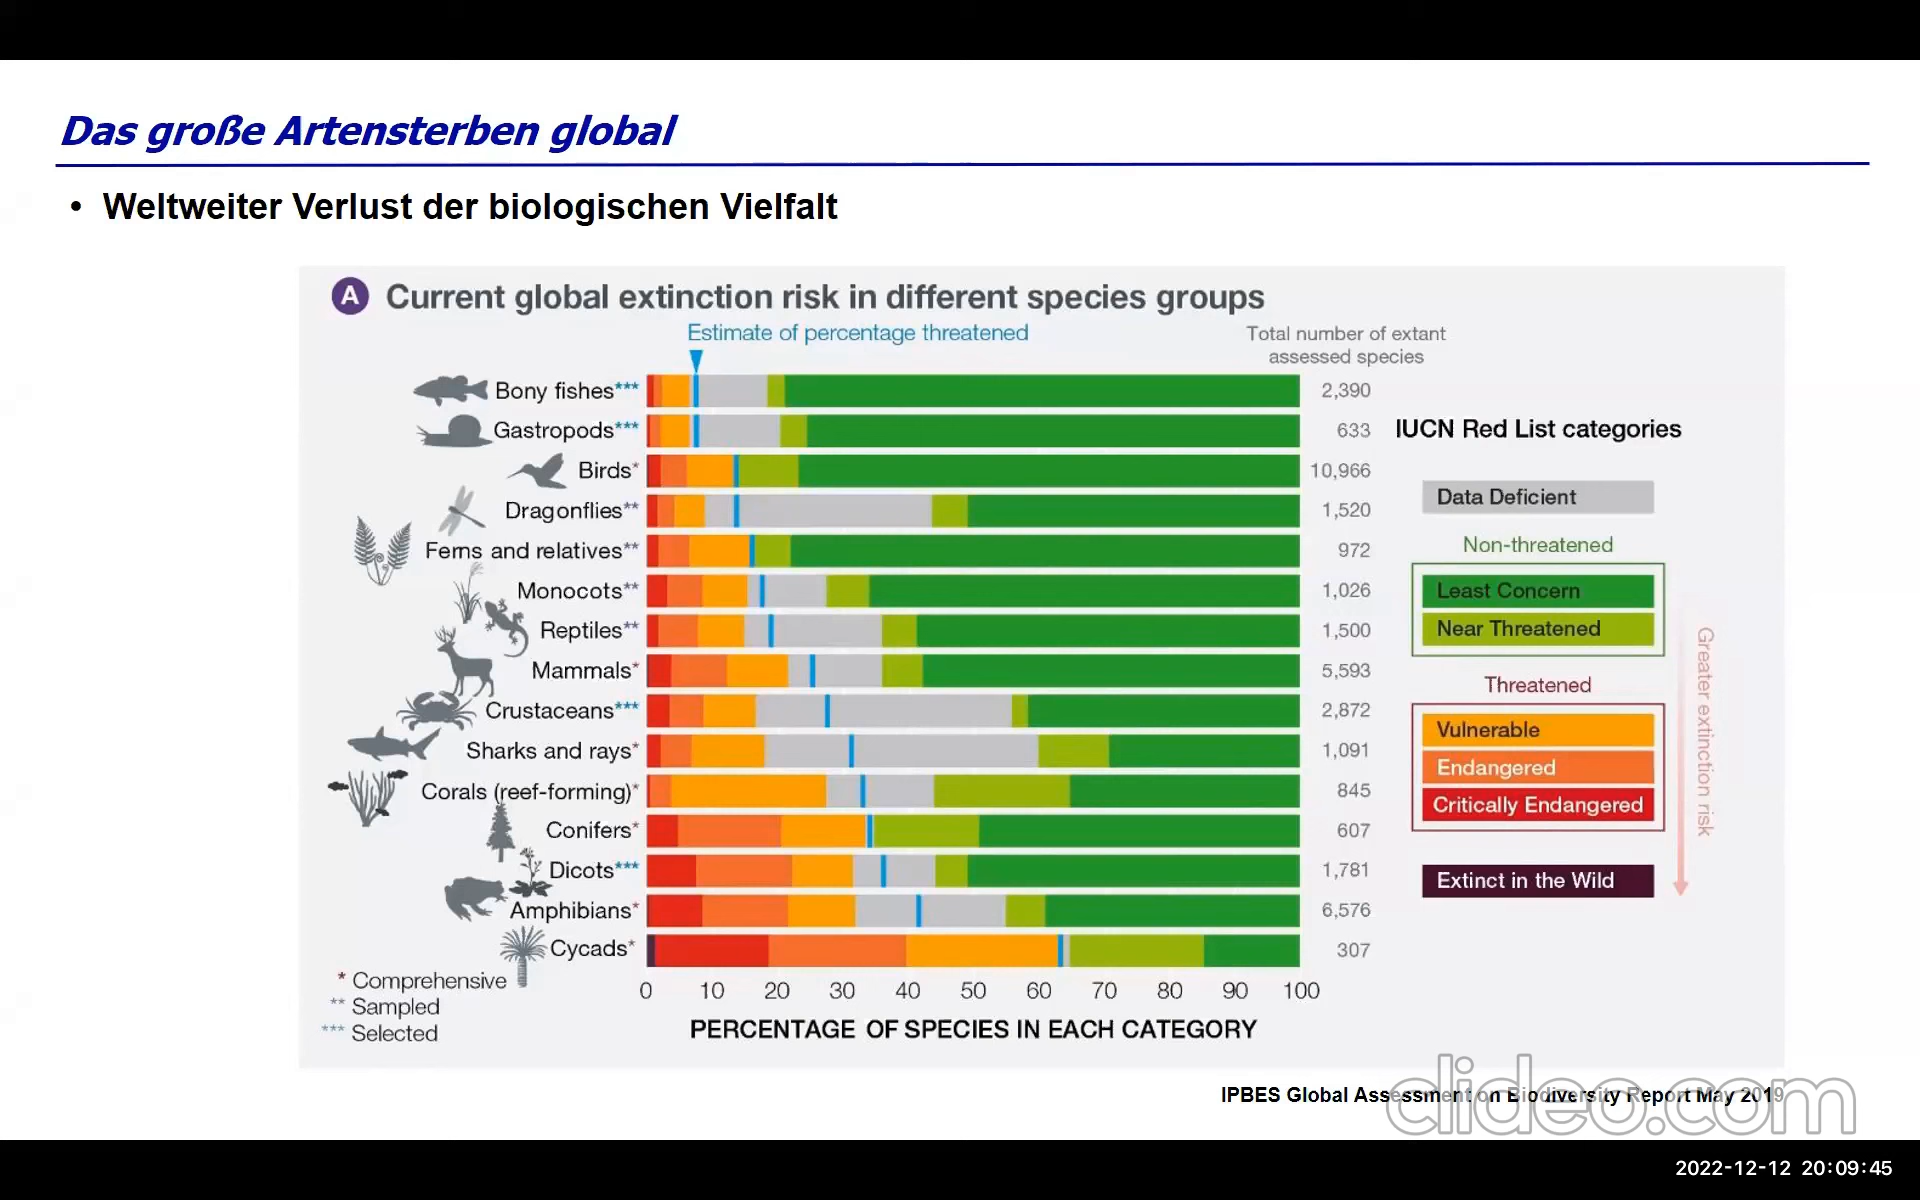 Das große Artensterben global
• Weltweiter Verlust der biologischen Vielfalt
A Current global extinction risk in different species groups
Estimate of percentage threatened
Total number of extant
assessed species
Bony fishes*** 2,390
Gastropods*** 633
Birds* 10,966
Dragonflies** 1,520
Ferns and relatives** 972
Monocots** 1,026
Reptiles** 1,500
Mammals* 5,593
Crustaceans*** 2,872
Sharks and rays* 1,091
Corals (reef-forming)* 845
Conifers* 607
Dicots*** 1,781
Amphibians* 6,576
Cycads* 307
* Comprehensive
** Sampled
*** Selected
0 10 20 30 40 50 60 70 80 90 100
PERCENTAGE OF SPECIES IN EACH CATEGORY
IUCN Red List categories
Data Deficient
Non-threatened
Least Concern
Near Threatened
Threatened
Vulnerable
Endangered
Critically Endangered
Extinct in the Wild
Greater extinction risk
IPBES Global Assessment on Biodiversity Report May 2019
clideo.com
2022-12-12 20:09:45